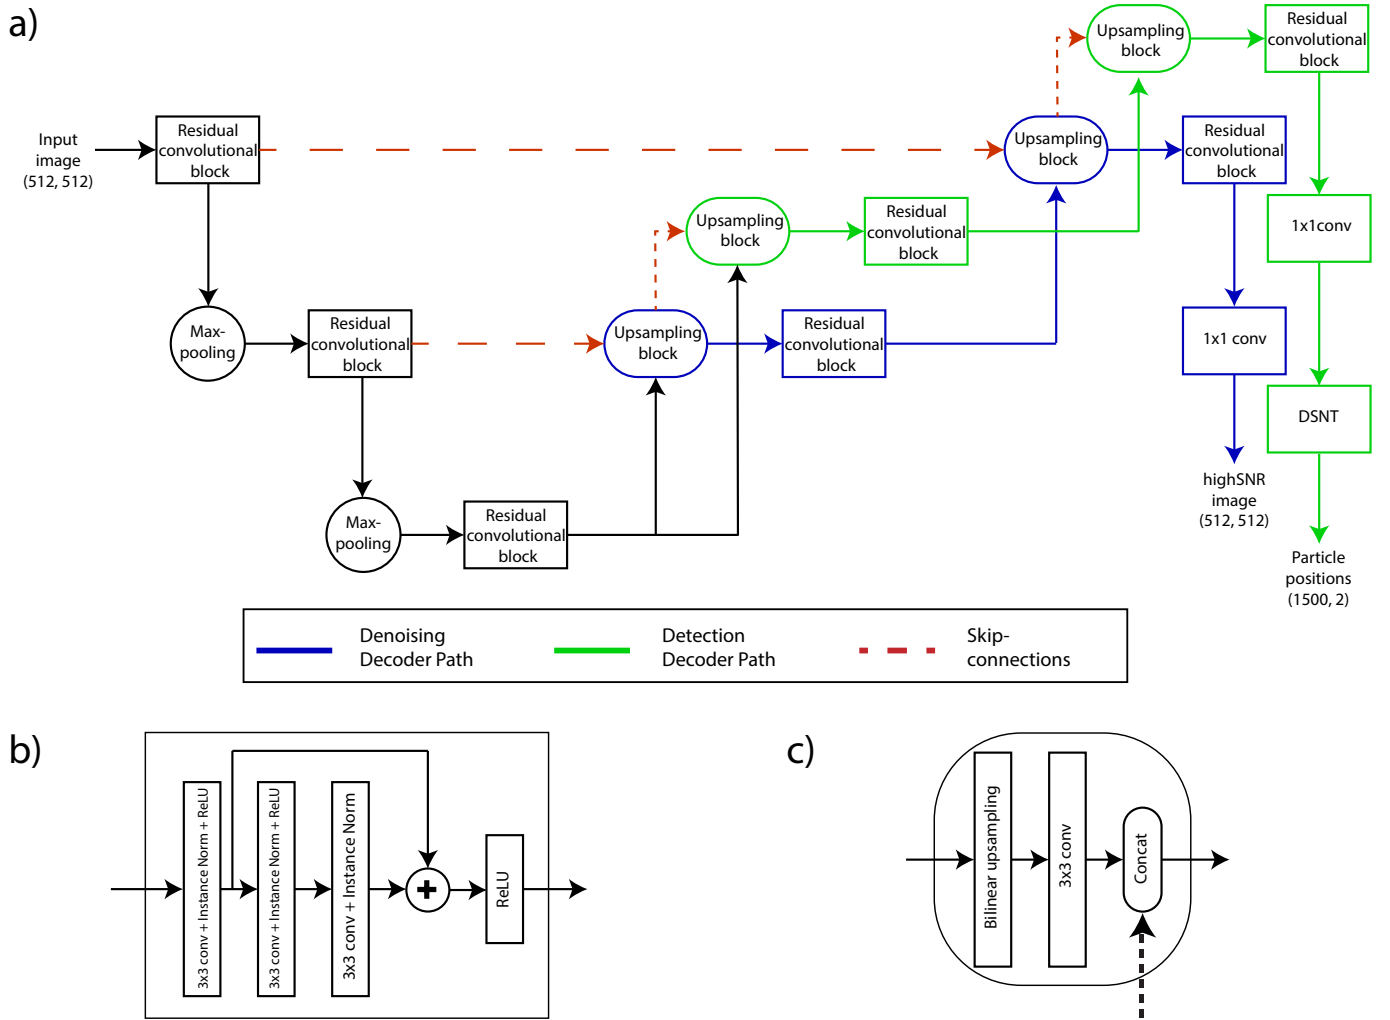 a)
Input
image
(512, 512)
Residual
convolutional
block
Max-
pooling
Residual
convolutional
block
Max-
pooling
Residual
convolutional
block
Upsampling
block
Residual
convolutional
block
Upsampling
block
Residual
convolutional
block
Upsampling
block
Residual
convolutional
block
1x1 conv
highSNR
image
(512, 512)
Upsampling
block
Residual
convolutional
block
1x1conv
DSNT
Particle
positions
(1500, 2)
Denoising
Decoder Path
Detection
Decoder Path
Skip-
connections
b)
3x3 conv + Instance Norm + ReLU
3x3 conv + Instance Norm + ReLU
3x3 conv + Instance Norm
+
ReLU
c)
Bilinear upsampling
3x3 conv
Concat